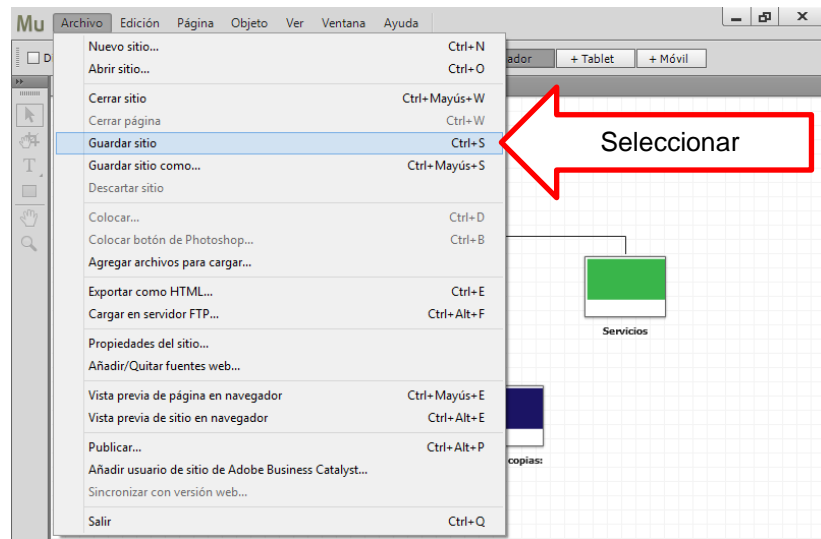 Mu Archivo Edición Página Objeto Ver Ventana Ayuda
D
ador + Tablet + Móvil
Nuevo sitio... Ctrl+N
Abrir sitio... Ctrl+O
Cerrar sitio Ctrl+Mayús+W
Cerrar página Ctrl+W
Guardar sitio Ctrl+S
Seleccionar
Guardar sitio como... Ctrl+Mayús+S
Descartar sitio
Colocar... Ctrl+D
Colocar botón de Photoshop... Ctrl+B
Agregar archivos para cargar...
Exportar como HTML... Ctrl+E
Cargar en servidor FTP... Ctrl+Alt+F
Servicios
Propiedades del sitio...
Añadir/Quitar fuentes web...
Vista previa de página en navegador Ctrl+Mayús+E
Vista previa de sitio en navegador Ctrl+Alt+E
Publicar... Ctrl+Alt+P
copias:
Añadir usuario de sitio de Adobe Business Catalyst...
Sincronizar con versión web...
Salir Ctrl+Q